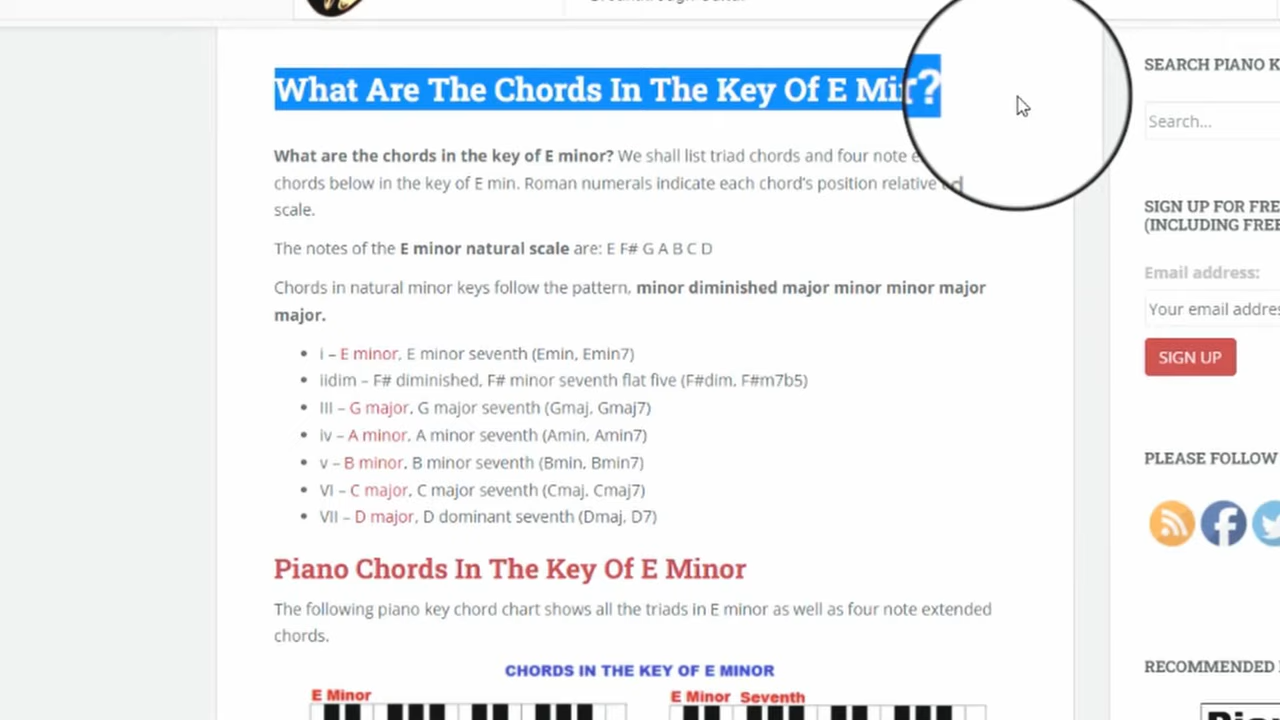 What Are The Chords In The Key Of E Minor?
What are the chords in the key of E minor? We shall list triad chords and four note
chords below in the key of E min. Roman numerals indicate each chord's position relative
scale.
The notes of the E minor natural scale are: E F# G A B C D
Chords in natural minor keys follow the pattern, minor diminished major minor minor major
major.
i – E minor, E minor seventh (Emin, Emin7)
iidim – F# diminished, F# minor seventh flat five (F#dim, F#m7b5)
III – G major, G major seventh (Gmaj, Gmaj7)
iv – A minor, A minor seventh (Amin, Amin7)
v – B minor, B minor seventh (Bmin, Bmin7)
VI – C major, C major seventh (Cmaj, Cmaj7)
VII – D major, D dominant seventh (Dmaj, D7)
Piano Chords In The Key Of E Minor
The following piano key chord chart shows all the triads in E minor as well as four note extended
chords.
CHORDS IN THE KEY OF E MINOR
E Minor
E Minor Seventh
SEARCH PIANO K
Search...
SIGN UP FOR FRE
(INCLUDING FREE
Email address:
Your email addres
SIGN UP
PLEASE FOLLOW
RECOMMENDED